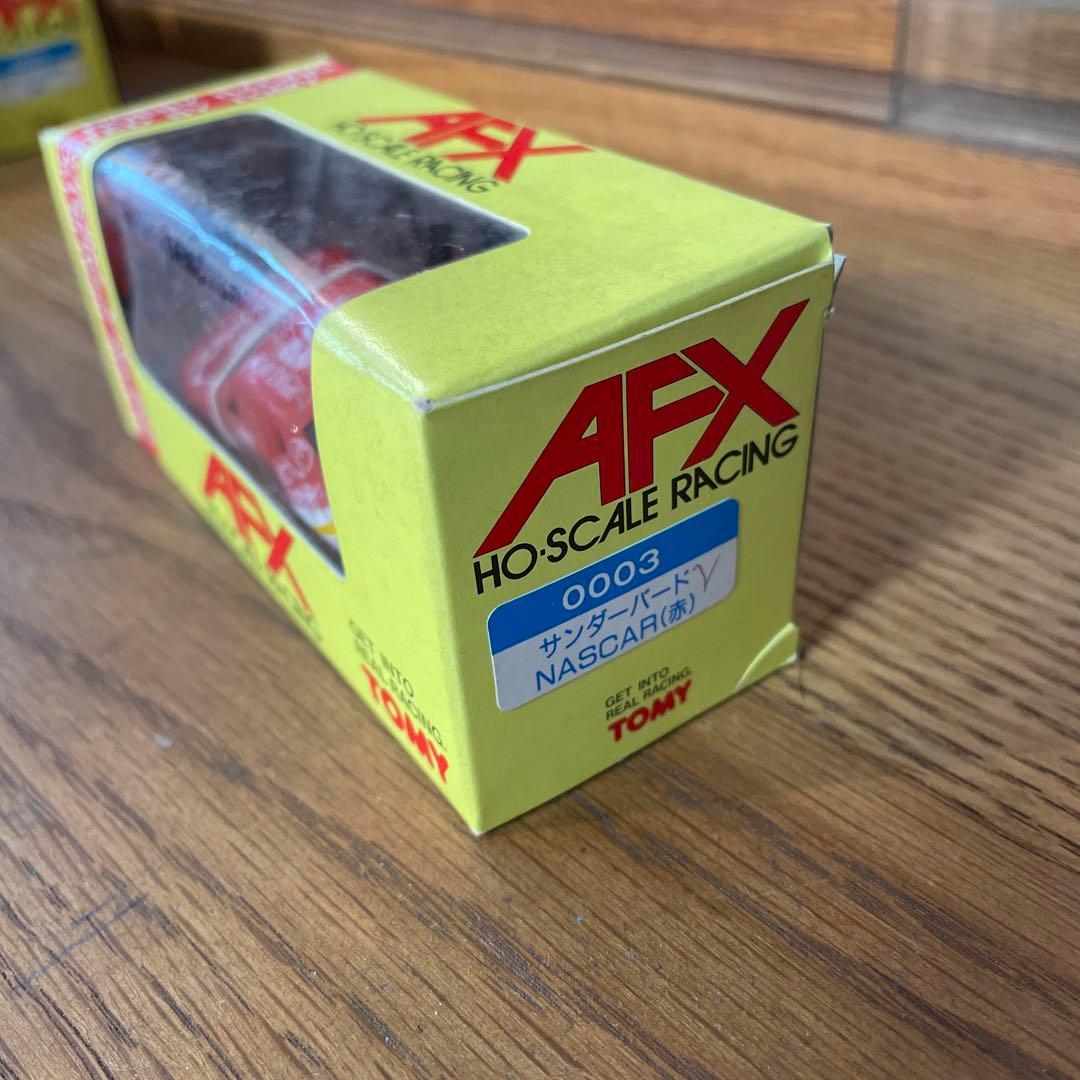 AFX
HO-SCALE RACING
AFX
HO-SCALE RACING
0003
サンダーバード
NASCAR(赤)
GET INTO
REAL RACING.
TOMY
AFX
GET INTO
REAL RACING.
TOMY